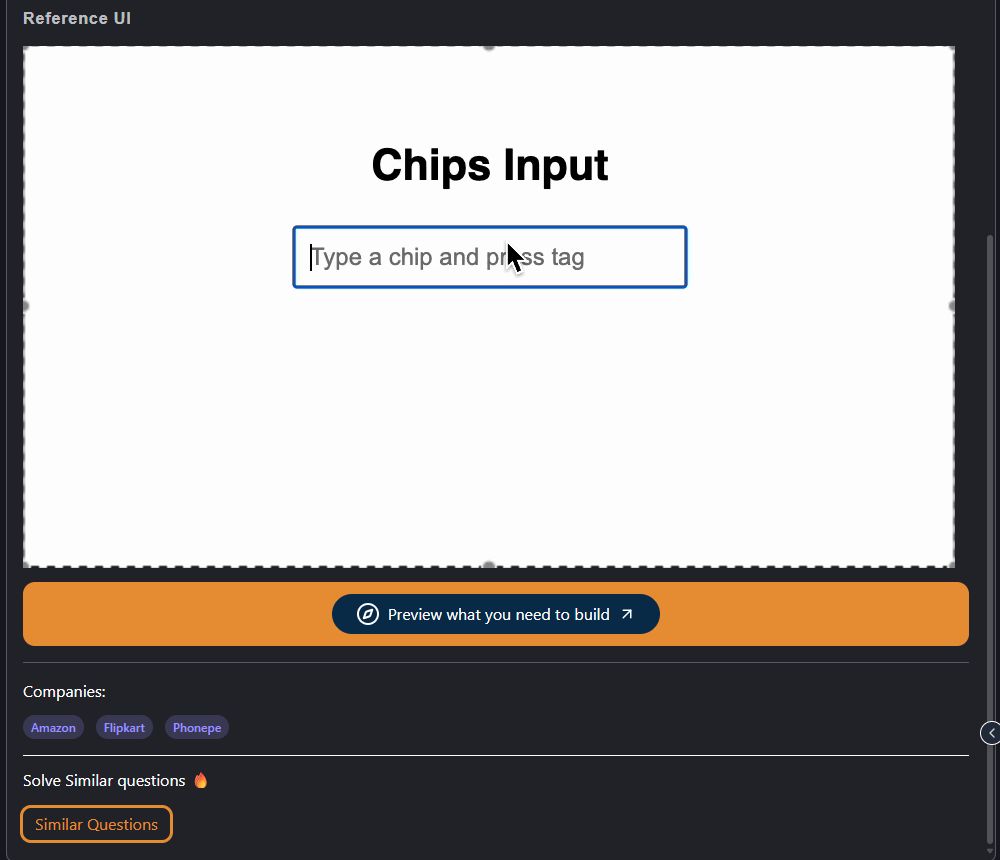 Reference UI
Chips Input
Type a chip and press tag
Preview what you need to build
Companies:
Amazon Flipkart Phonepe
Solve Similar questions 🔥
Similar Questions